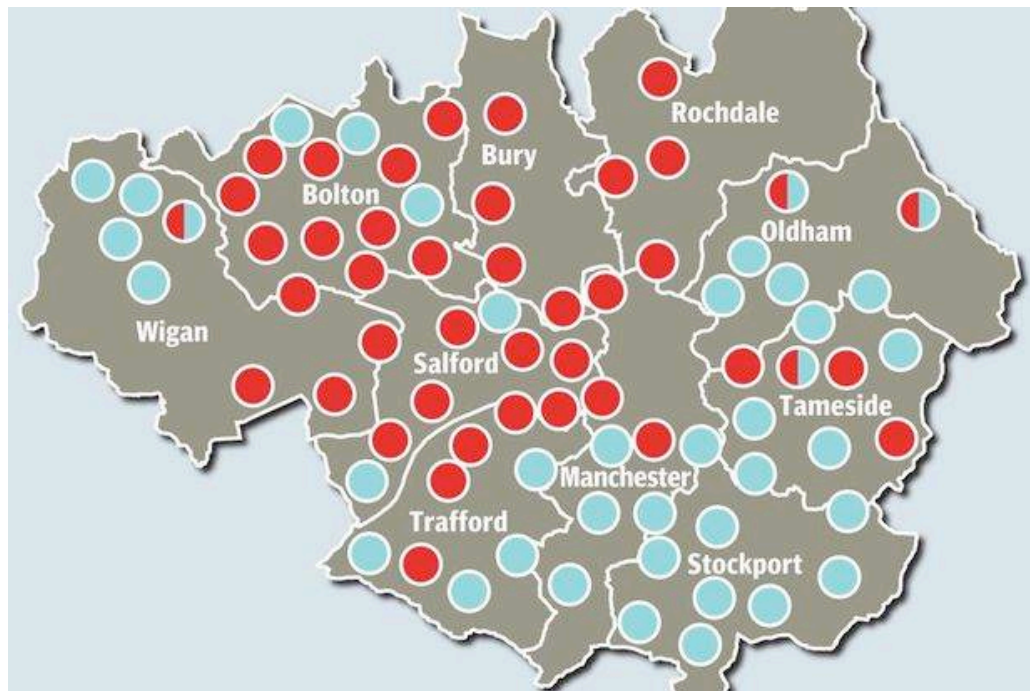 Rochdale
Bury
Bolton
Oldham
Wigan
Salford
Tameside
Manchester
Trafford
Stockport